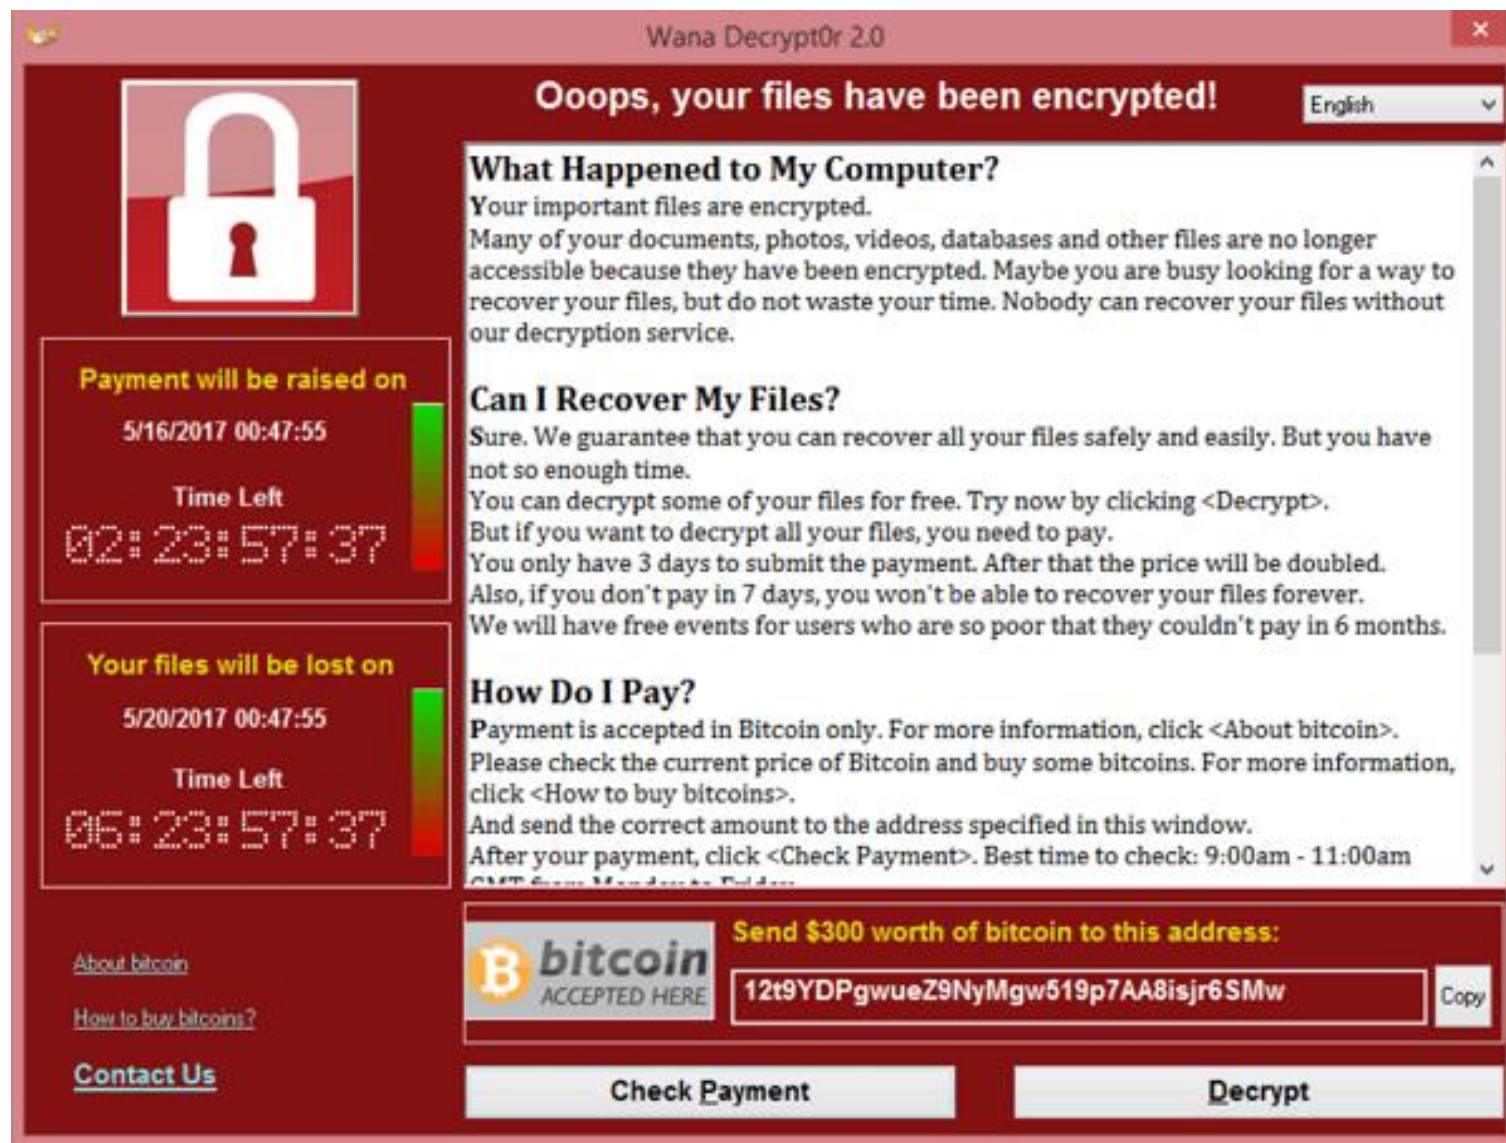 Wana Decrypt0r 2.0
Ooops, your files have been encrypted!
English
What Happened to My Computer?
Your important files are encrypted.
Many of your documents, photos, videos, databases and other files are no longer
accessible because they have been encrypted. Maybe you are busy looking for a way to
recover your files, but do not waste your time. Nobody can recover your files without
our decryption service.
Can I Recover My Files?
Sure. We guarantee that you can recover all your files safely and easily. But you have
not so enough time.
You can decrypt some of your files for free. Try now by clicking <Decrypt>.
But if you want to decrypt all your files, you need to pay.
You only have 3 days to submit the payment. After that the price will be doubled.
Also, if you don't pay in 7 days, you won't be able to recover your files forever.
We will have free events for users who are so poor that they couldn't pay in 6 months.
How Do I Pay?
Payment is accepted in Bitcoin only. For more information, click <About bitcoin>.
Please check the current price of Bitcoin and buy some bitcoins. For more information,
click <How to buy bitcoins>.
And send the correct amount to the address specified in this window.
After your payment, click <Check Payment>. Best time to check: 9:00am - 11:00am
GMT from Monday to Friday.
Payment will be raised on
5/16/2017 00:47:55
Time Left
02:23:57:37
Your files will be lost on
5/20/2017 00:47:55
Time Left
06:23:57:37
About bitcoin
How to buy bitcoins?
Contact Us
bitcoin
ACCEPTED HERE
Send $300 worth of bitcoin to this address:
12t9YDPgwueZ9NyMgw519p7AA8isjr6SMw
Copy
Check Payment
Decrypt